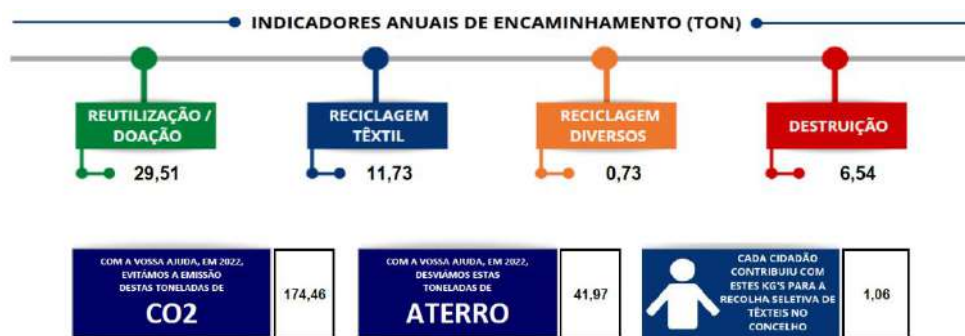 INDICADORES ANUAIS DE ENCAMINHAMENTO (TON)
REUTILIZAÇÃO /
DOAÇÃO
29,51
RECICLAGEM
TÊXTIL
11,73
RECICLAGEM
DIVERSOS
0,73
DESTRUIÇÃO
6,54
COM A VOSSA AJUDA, EM 2022,
EVITÁMOS A EMISSÃO
DESTAS TONELADAS DE
CO2
174,46
COM A VOSSA AJUDA, EM 2022,
DESVIÁMOS ESTAS
TONELADAS DE
ATERRO
41,97
CADA CIDADÃO
CONTRIBUIU COM
ESTES KG'S PARA A
RECOLHA SELETIVA DE
TÊXTEIS NO
CONCELHO
1,06